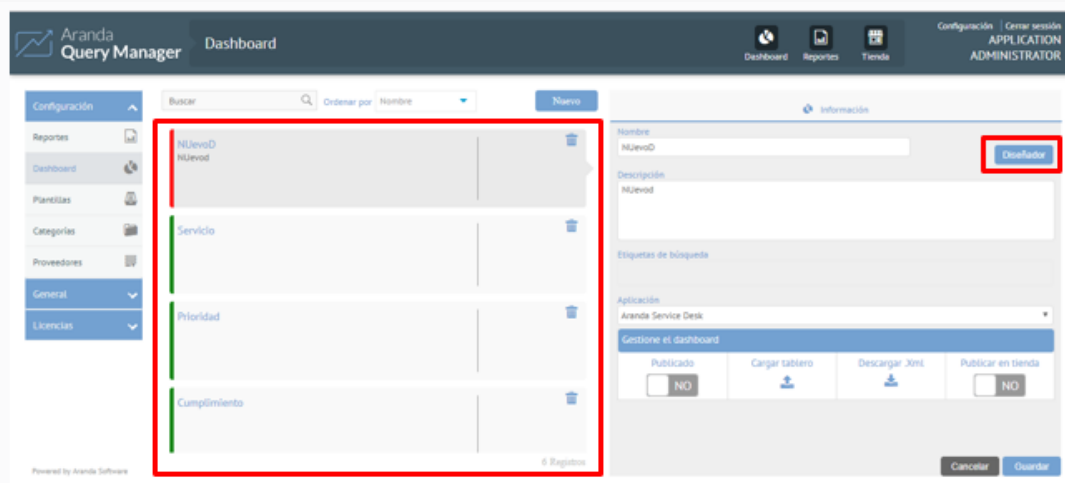 Aranda
Query Manager
Dashboard
Dashboard
Reportes
Tienda
Configuración
Cerrar sesión
APPLICATION
ADMINISTRATOR
Configuración
Reportes
Dashboard
Plantillas
Categorías
Proveedores
General
Licencias
Powered by Aranda Software
Buscar
Ordenar por
Nombre
Nuevo
NUevoD
NUevod
Servicio
Prioridad
Cumplimiento
6 Registros
Información
Nombre
NUevoD
Diseñador
Descripción
NUevod
Etiquetas de búsqueda
Aplicación
Aranda Service Desk
Gestione el dashboard
Publicado
Cargar tablero
Descargar .Xml
Publicar en tienda
NO
NO
Cancelar
Guardar